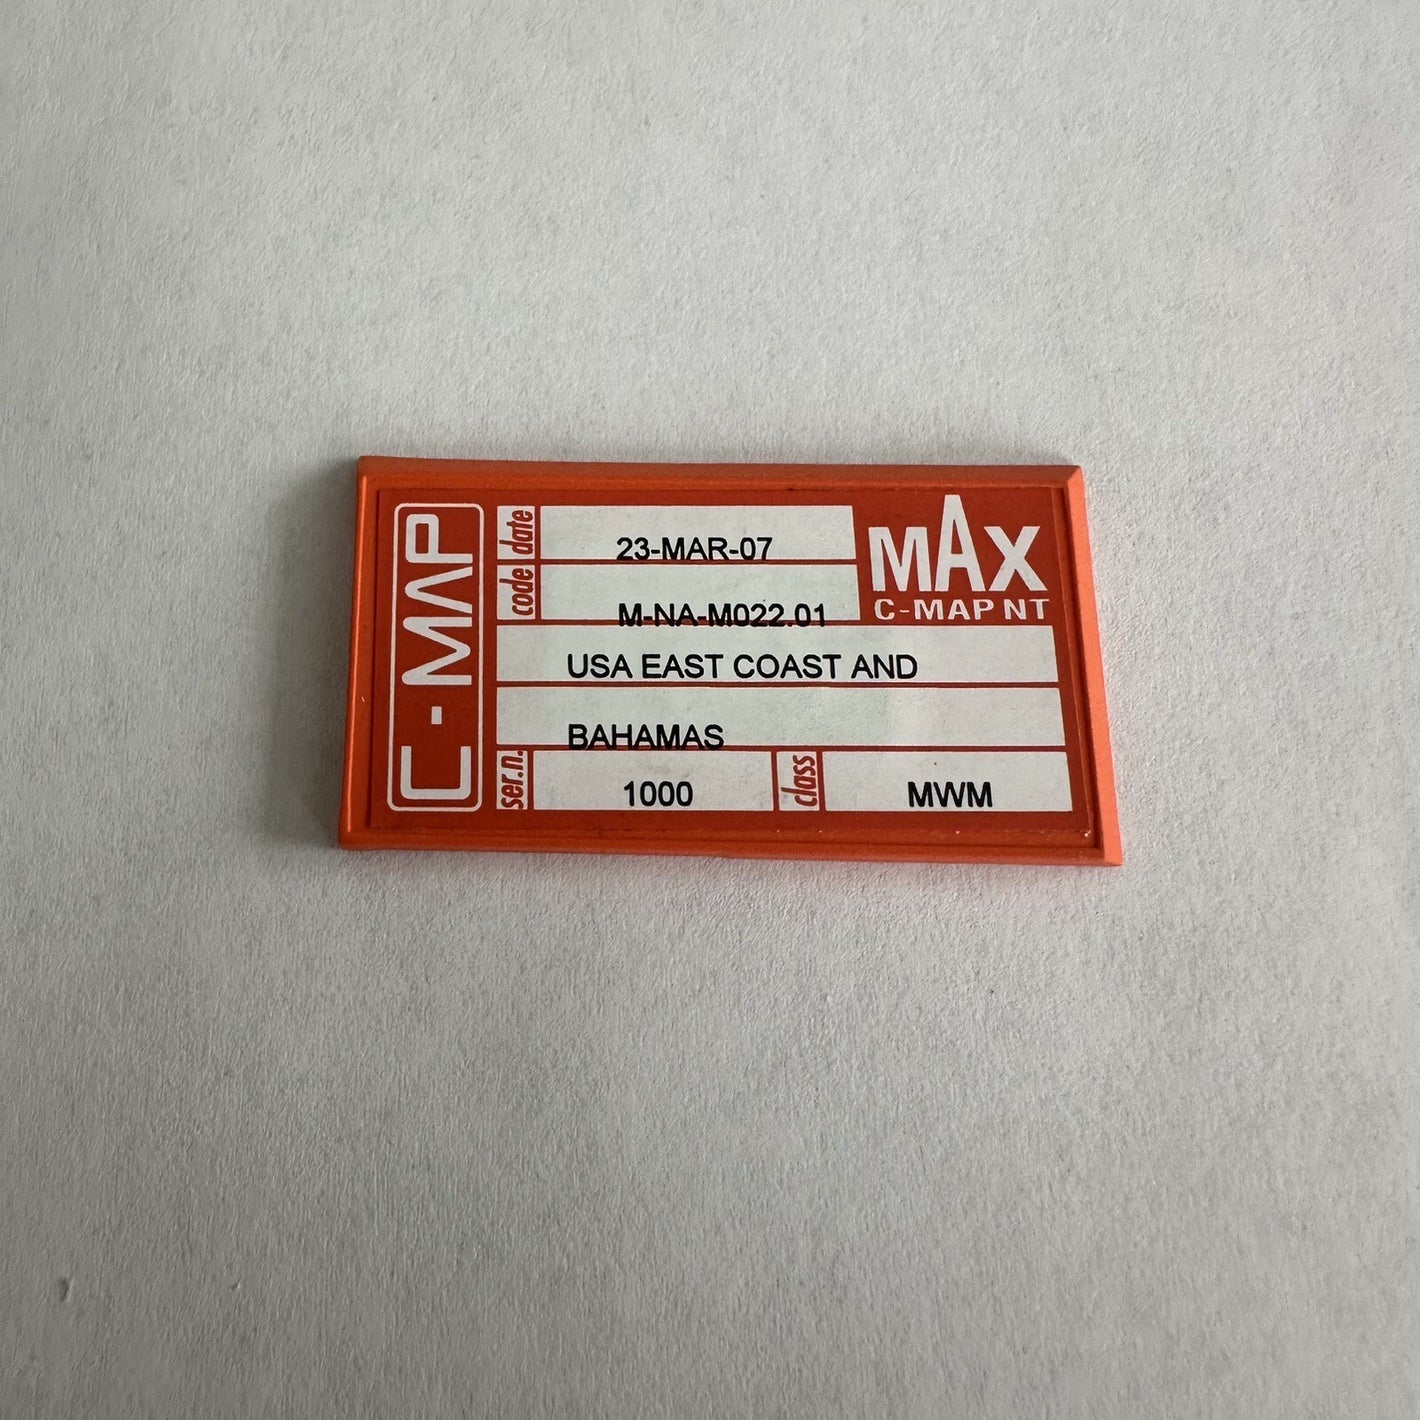 C-MAP
date 23-MAR-07
code M-NA-M022.01
MAX
C-MAP NT
USA EAST COAST AND
BAHAMAS
ser.n. 1000
class MWM